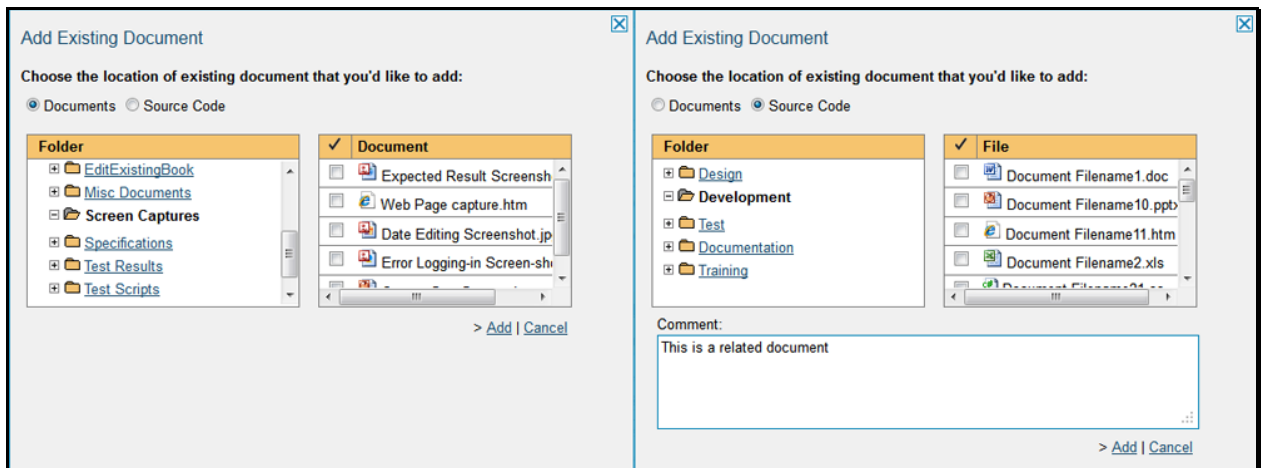 Add Existing Document
Choose the location of existing document that you'd like to add:
Documents Source Code
Folder
EditExistingBook
Misc Documents
Screen Captures
Specifications
Test Results
Test Scripts
✓ Document
Expected Result Screensh
Web Page capture.htm
Date Editing Screenshot.jp
Error Logging-in Screen-sh
> Add | Cancel
Add Existing Document
Choose the location of existing document that you'd like to add:
Documents Source Code
Folder
Design
Development
Test
Documentation
Training
✓ File
Document Filename1.doc
Document Filename10.pptx
Document Filename11.htm
Document Filename2.xls
Comment:
This is a related document
> Add | Cancel